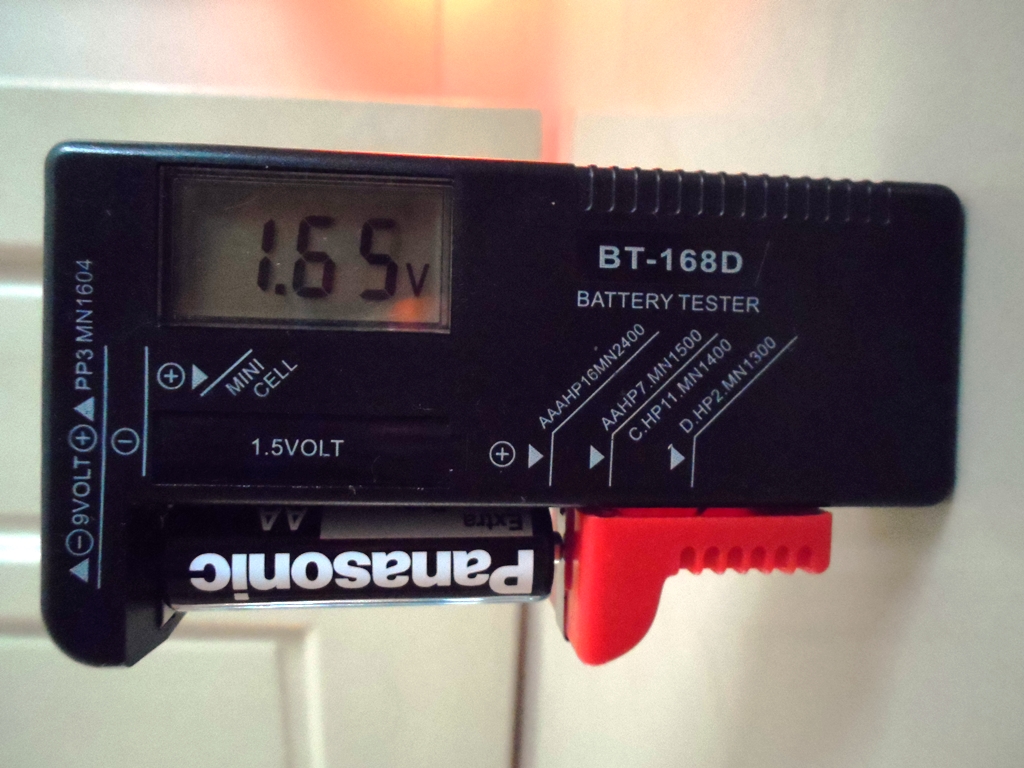 1.65V
BT-168D
BATTERY TESTER
AAAHP16MN2400
AAHP7.MN1500
C.HP11.MN1400
D.HP2.MN1300
9VOLT PP3 MN1604
MINI
CELL
1.5VOLT
AA AA
Extra
Panasonic